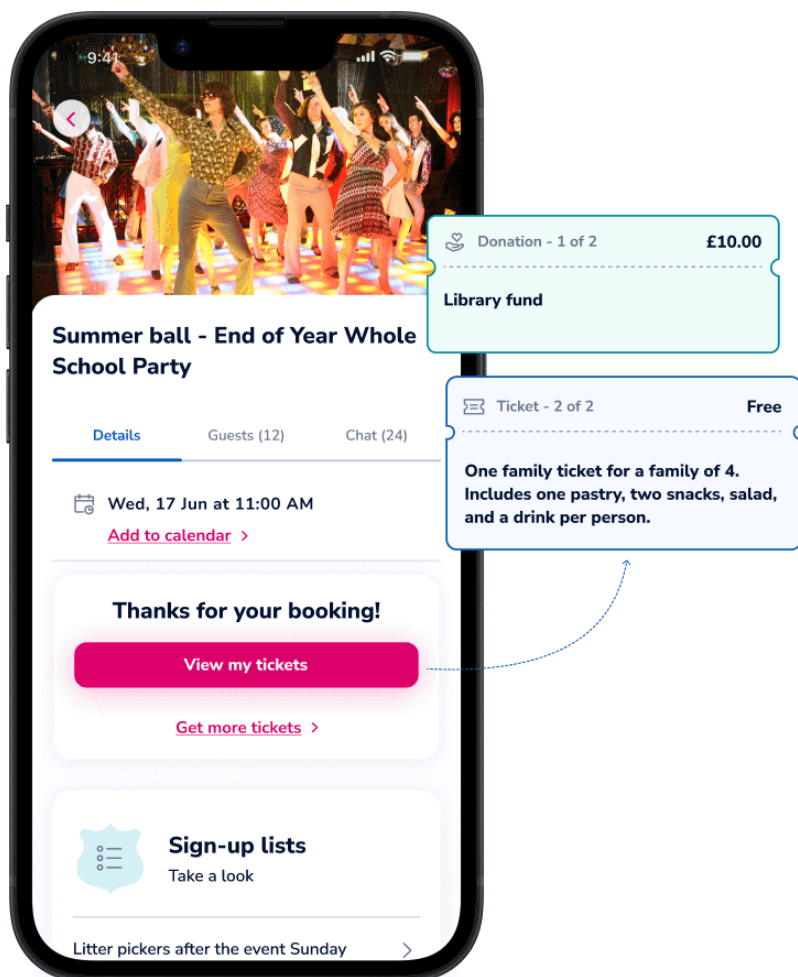 9:41
Summer ball - End of Year Whole
School Party
Details
Guests (12)
Chat (24)
Wed, 17 Jun at 11:00 AM
Add to calendar
Thanks for your booking!
View my tickets
Get more tickets
Sign-up lists
Take a look
Litter pickers after the event Sunday
Donation - 1 of 2
£10.00
Library fund
Ticket - 2 of 2
Free
One family ticket for a family of 4.
Includes one pastry, two snacks, salad,
and a drink per person.